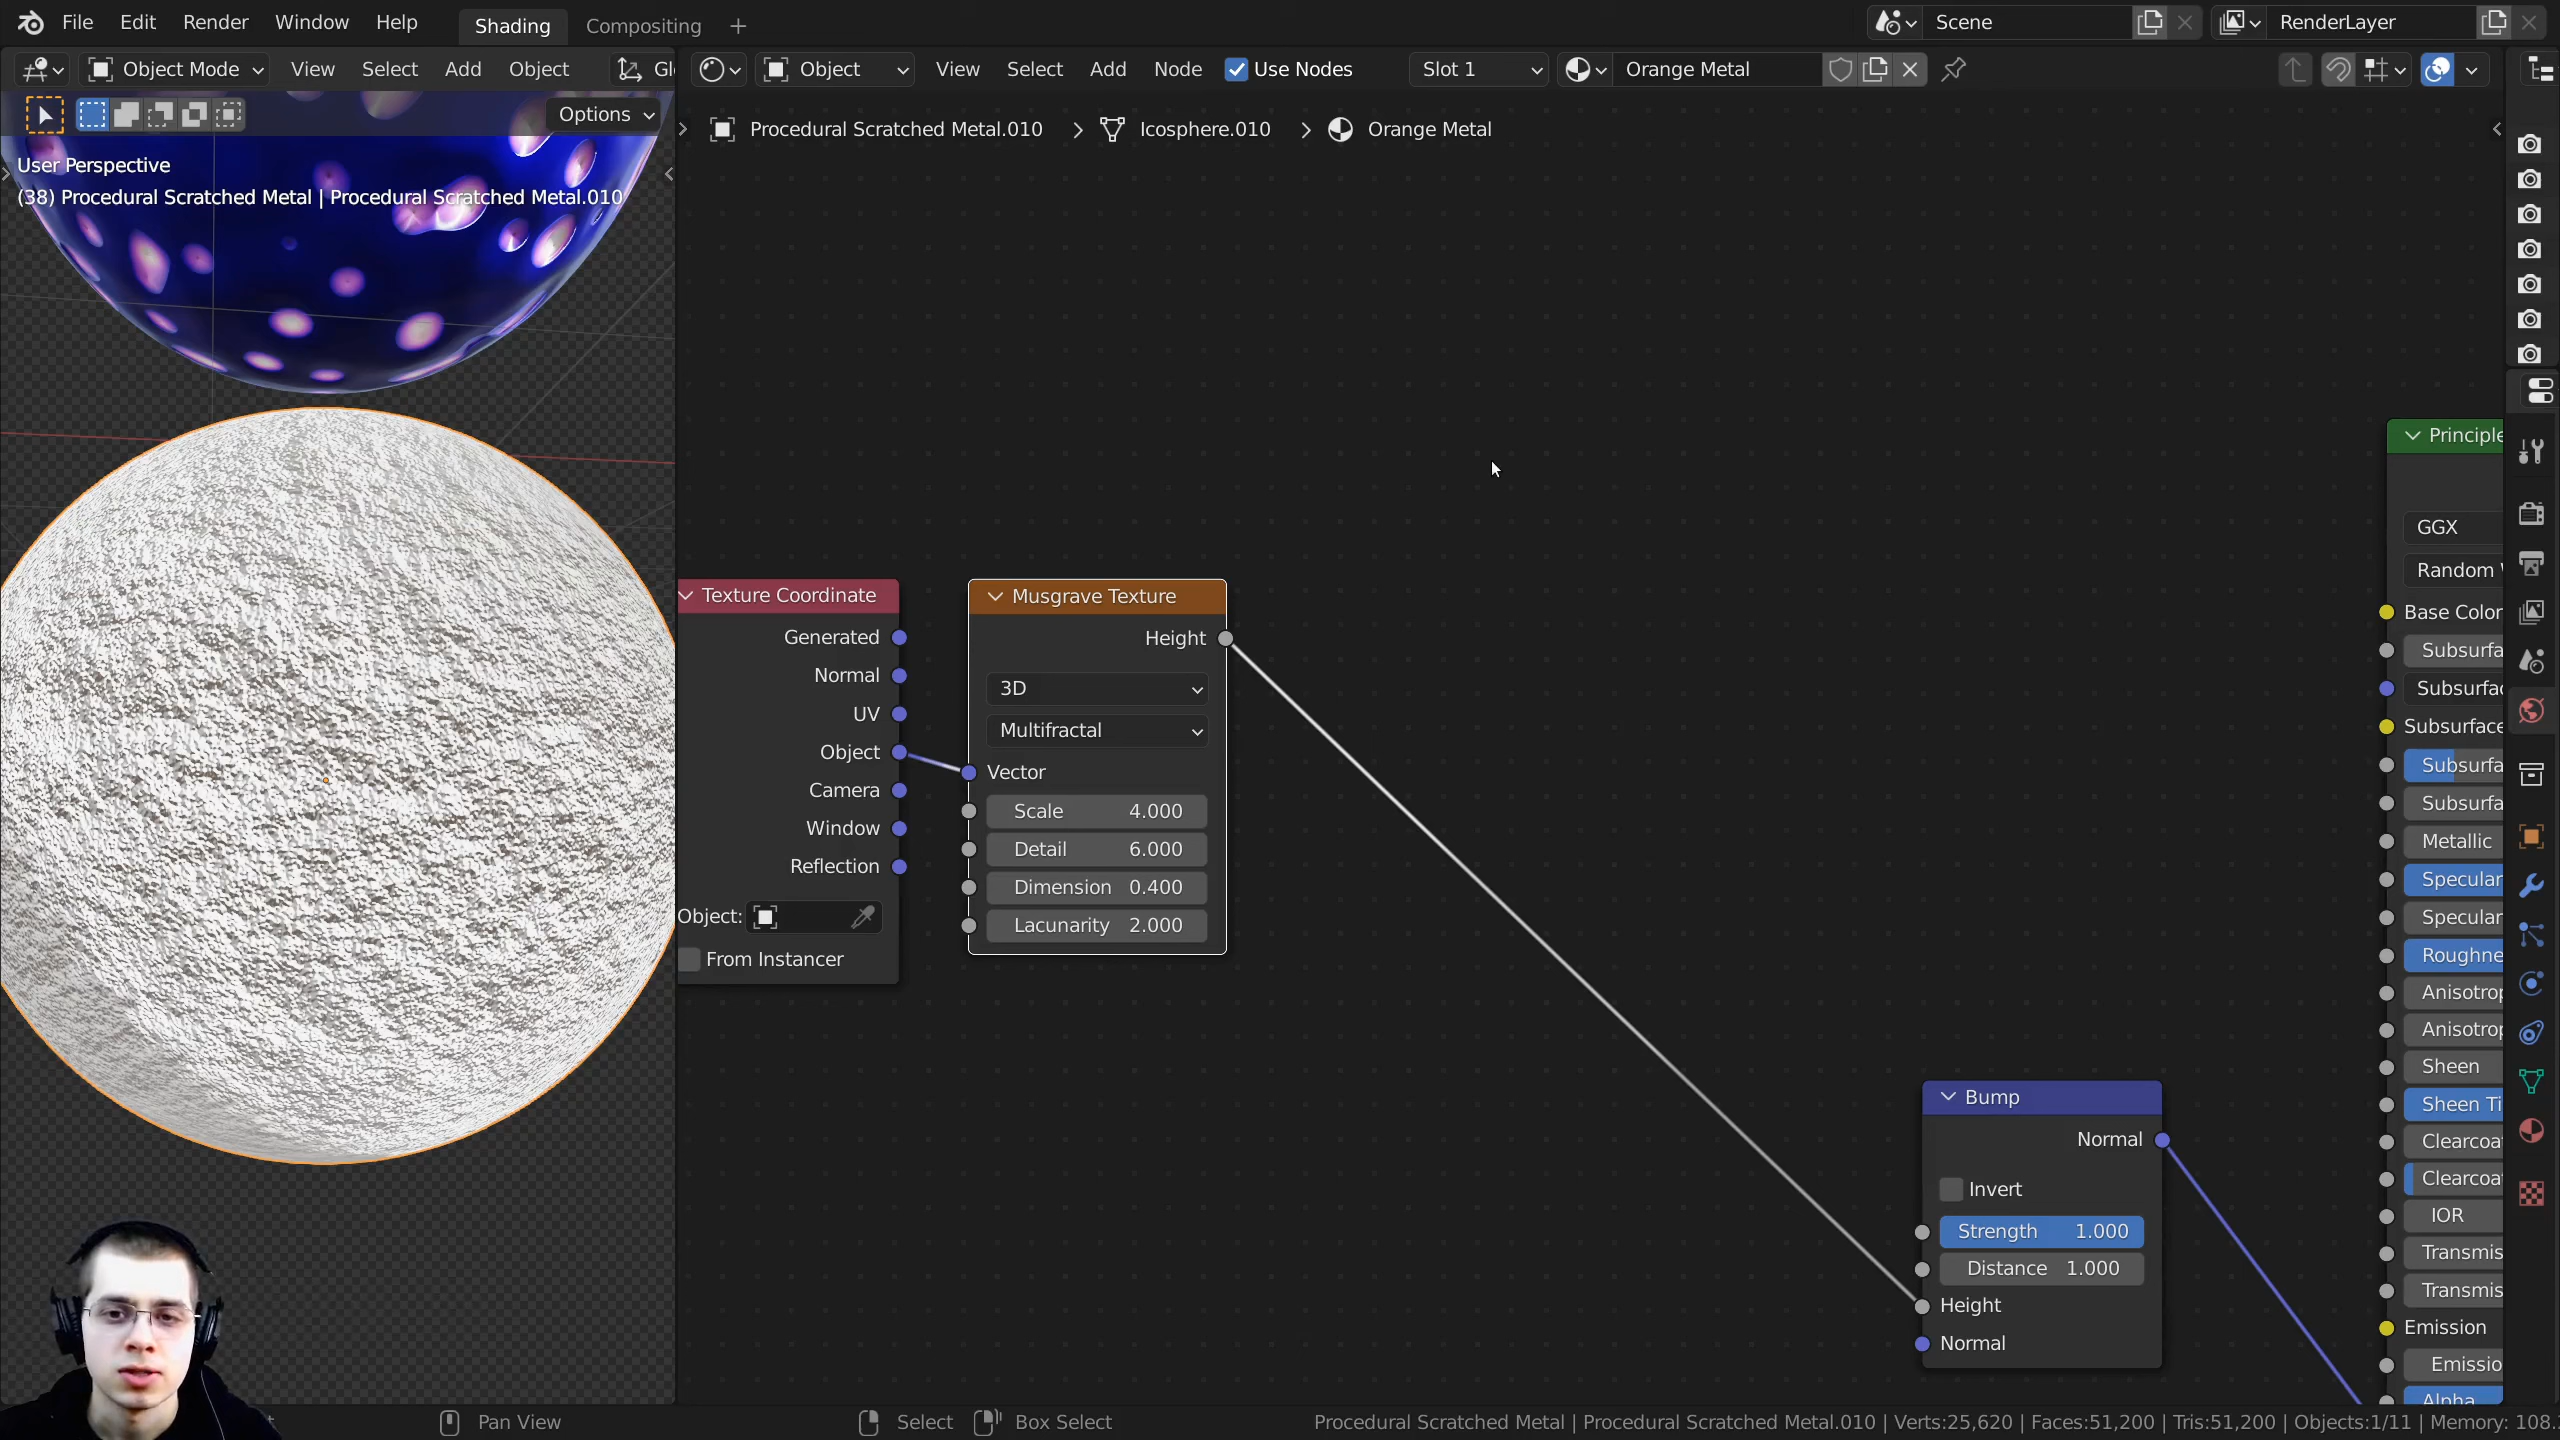 File Edit Render Window Help Shading Compositing + Scene RenderLayer
Object Mode View Select Add Object Gl Object View Select Add Node Use Nodes Slot 1 Orange Metal
Options
Procedural Scratched Metal.010 > Icosphere.010 > Orange Metal
User Perspective
(38) Procedural Scratched Metal | Procedural Scratched Metal.010
Texture Coordinate
Generated
Normal
UV
Object
Camera
Window
Reflection
Object:
From Instancer
Musgrave Texture
Height
3D
Multifractal
Vector
Scale 4.000
Detail 6.000
Dimension 0.400
Lacunarity 2.000
Bump
Normal
Invert
Strength 1.000
Distance 1.000
Height
Normal
Principle
GGX
Random
Base Color
Subsurfa
Subsurfac
Subsurface
Subsurfa
Subsurfa
Metallic
Specular
Specular
Roughne
Anisotrop
Anisotrop
Sheen
Sheen Ti
Clearcoa
Clearcoa
IOR
Transmis
Transmis
Emission
Emissio
Alpha
Pan View Select Box Select Procedural Scratched Metal | Procedural Scratched Metal.010 | Verts:25,620 | Faces:51,200 | Tris:51,200 | Objects:1/11 | Memory: 108.